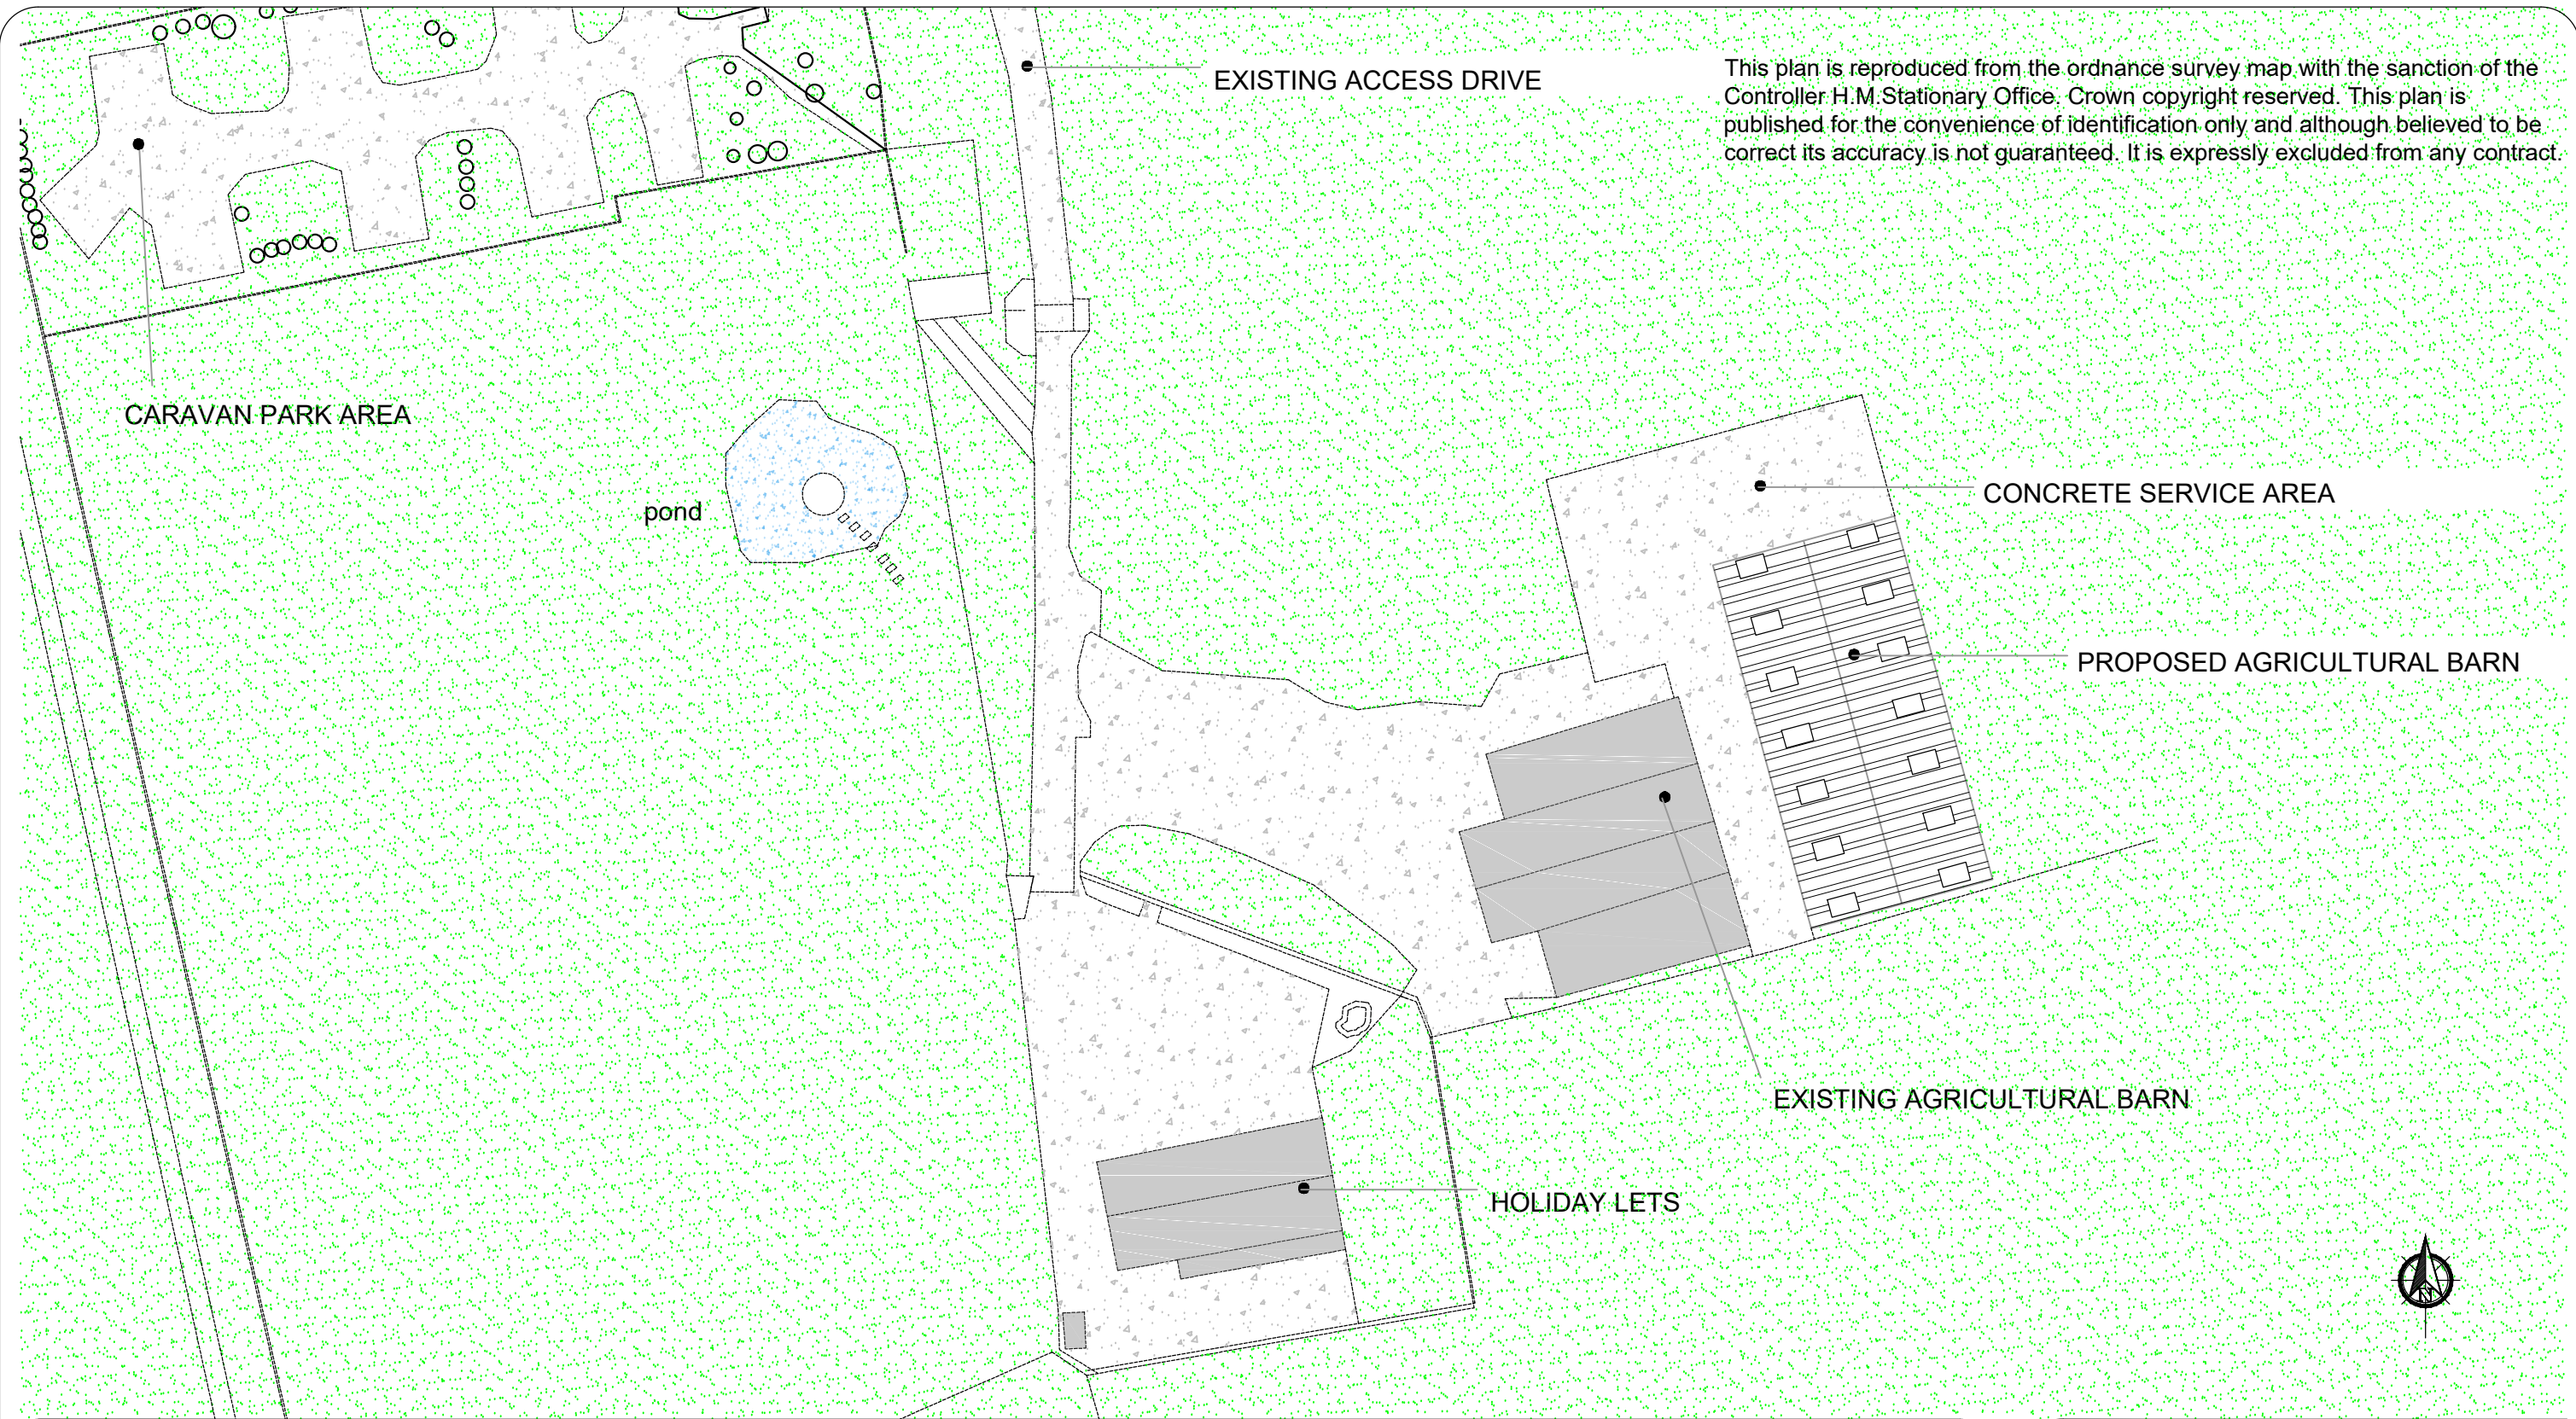 EXISTING ACCESS DRIVE
This plan is reproduced from the ordnance survey map with the sanction of the
Controller H.M.Stationary Office. Crown copyright reserved. This plan is
published for the convenience of identification only and although believed to be
correct its accuracy is not guaranteed. It is expressly excluded from any contract.
CARAVAN PARK AREA
pond
CONCRETE SERVICE AREA
PROPOSED AGRICULTURAL BARN
EXISTING AGRICULTURAL BARN
HOLIDAY LETS
N